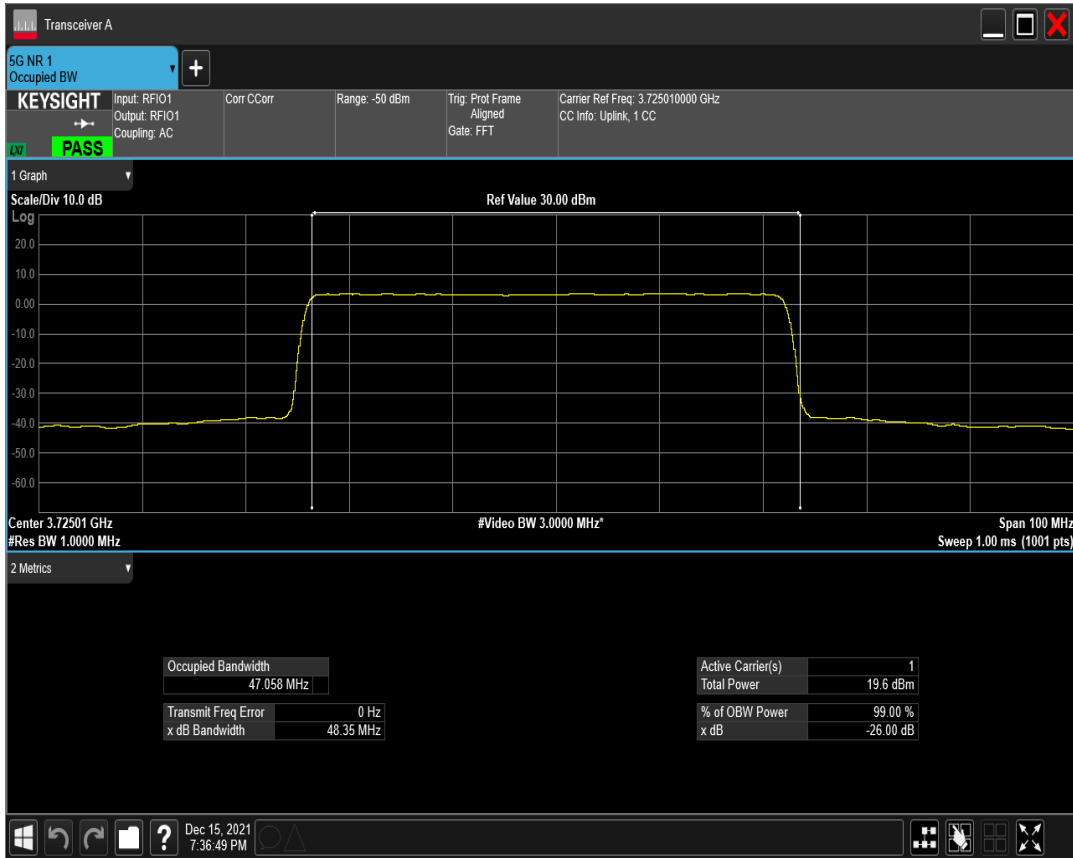 Transceiver A
5G NR 1
Occupied BW
KEYSIGHT
LXI
PASS
Input: RFIO1
Output: RFIO1
Coupling: AC
Corr CCorr
Range: -50 dBm
Trig: Prot Frame
Aligned
Gate: FFT
Carrier Ref Freq: 3.725010000 GHz
CC Info: Uplink, 1 CC
1 Graph
Scale/Div 10.0 dB
Ref Value 30.00 dBm
Log
20.0
10.0
0.00
-10.0
-20.0
-30.0
-40.0
-50.0
-60.0
Center 3.72501 GHz
#Video BW 3.0000 MHz*
Span 100 MHz
#Res BW 1.0000 MHz
Sweep 1.00 ms (1001 pts)
2 Metrics
Occupied Bandwidth
47.058 MHz
Transmit Freq Error 0 Hz
x dB Bandwidth 48.35 MHz
Active Carrier(s) 1
Total Power 19.6 dBm
% of OBW Power 99.00 %
x dB -26.00 dB
?
Dec 15, 2021
7:36:49 PM